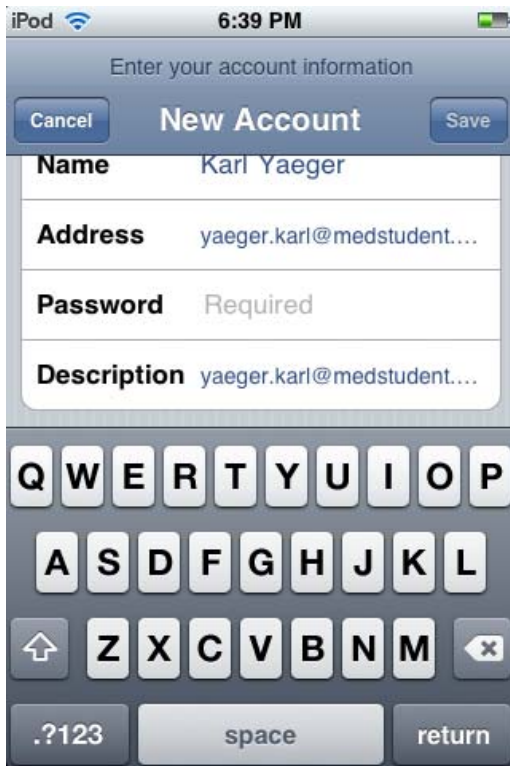 iPod 6:39 PM
Enter your account information
Cancel New Account Save
Name Karl Yaeger
Address yaeger.karl@medstudent....
Password Required
Description yaeger.karl@medstudent....
Q W E R T Y U I O P
A S D F G H J K L
Z X C V B N M
.?123 space return